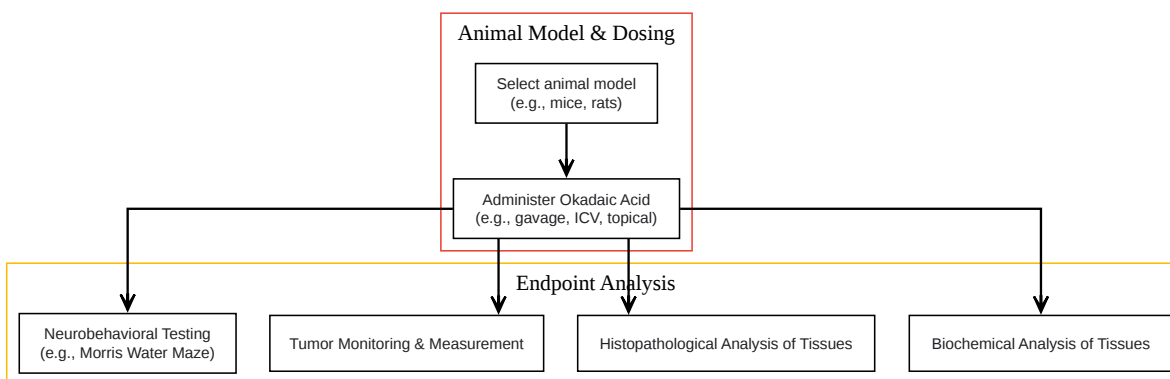 Animal Model & Dosing
Select animal model
(e.g., mice, rats)
Administer Okadaic Acid
(e.g., gavage, ICV, topical)
Endpoint Analysis
Neurobehavioral Testing
(e.g., Morris Water Maze)
Tumor Monitoring & Measurement
Histopathological Analysis of Tissues
Biochemical Analysis of Tissues